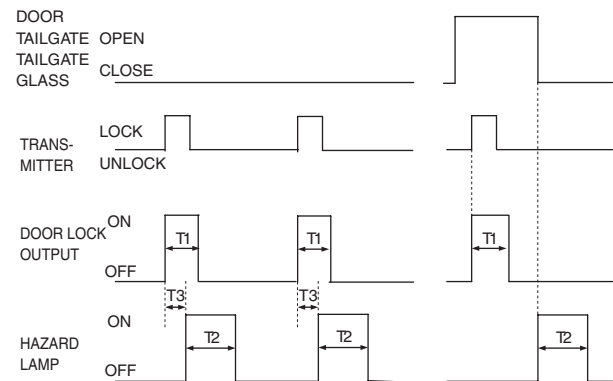 DOOR
TAILGATE OPEN
TAILGATE
GLASS CLOSE
LOCK
TRANS-
MITTER UNLOCK
ON
DOOR LOCK T1 T1 T1
OUTPUT
OFF
T3 T3
ON
HAZARD T2 T2 T2
LAMP OFF